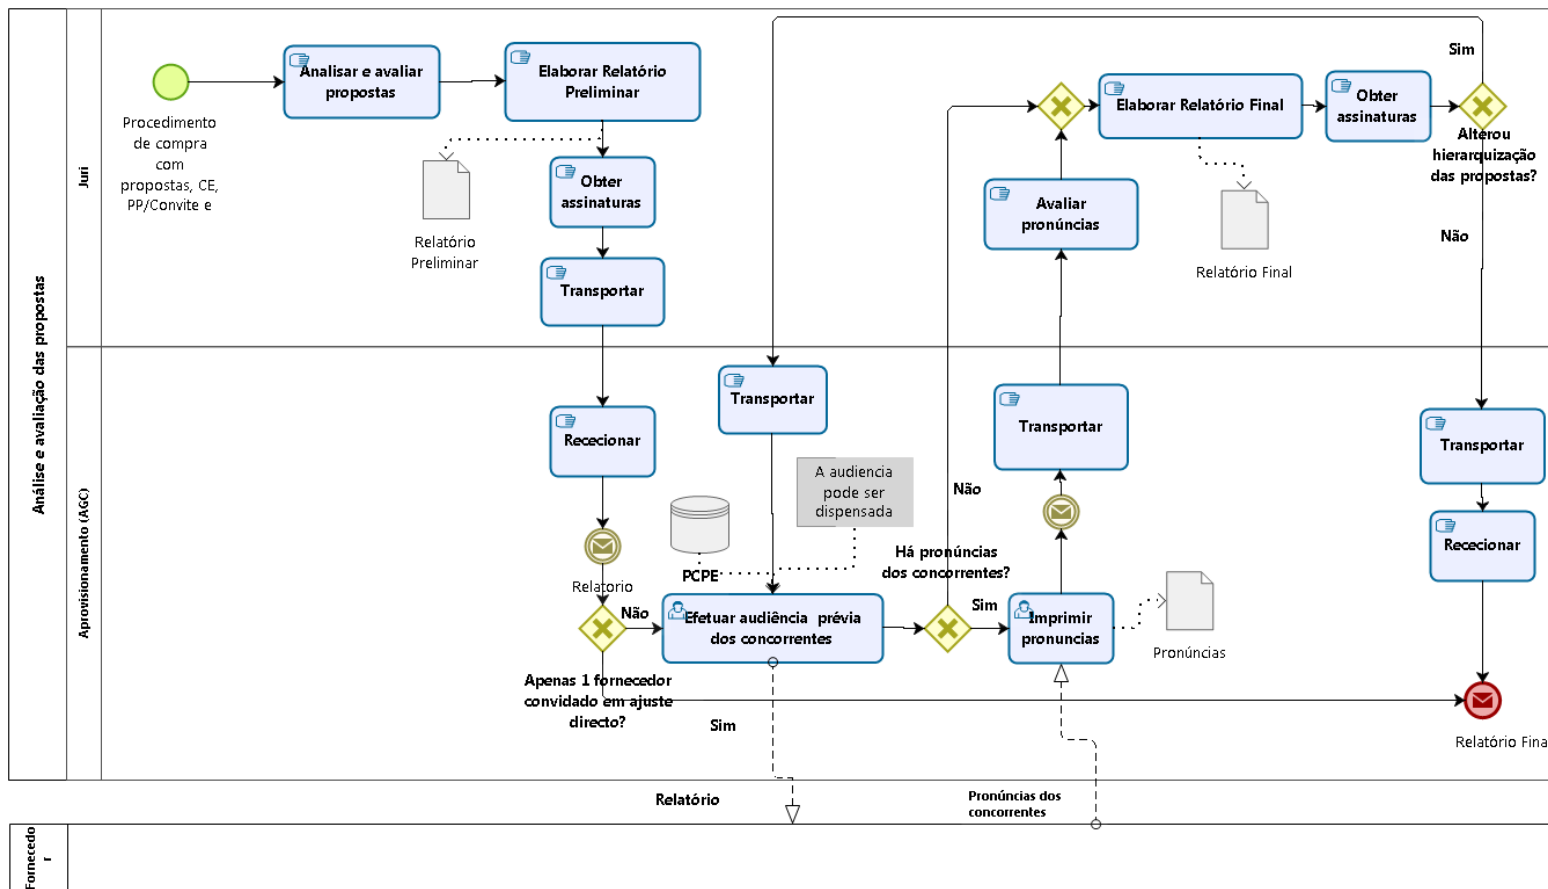 Análise e avaliação das propostas
Juri
Procedimento
de compra
com
propostas, CE,
PP/Convite e
Analisar e avaliar
propostas
Elaborar Relatório
Preliminar
Relatório
Preliminar
Obter
assinaturas
Transportar
Avaliar
pronúncias
Elaborar Relatório Final
Relatório Final
Obter
assinaturas
Sim
Alterou
hierarquização
das propostas?
Não
Aprovisionamento (AGC)
Rececionar
Relatorio
Apenas 1 fornecedor
convidado em ajuste
directo?
Não
Sim
Transportar
A audiencia
pode ser
dispensada
PCPE
Efetuar audiência prévia
dos concorrentes
Há pronúncias
dos concorrentes?
Não
Sim
Imprimir
pronuncias
Pronúncias
Transportar
Transportar
Rececionar
Relatório Fina
Relatório
Pronúncias dos
concorrentes
Fornecedo
r